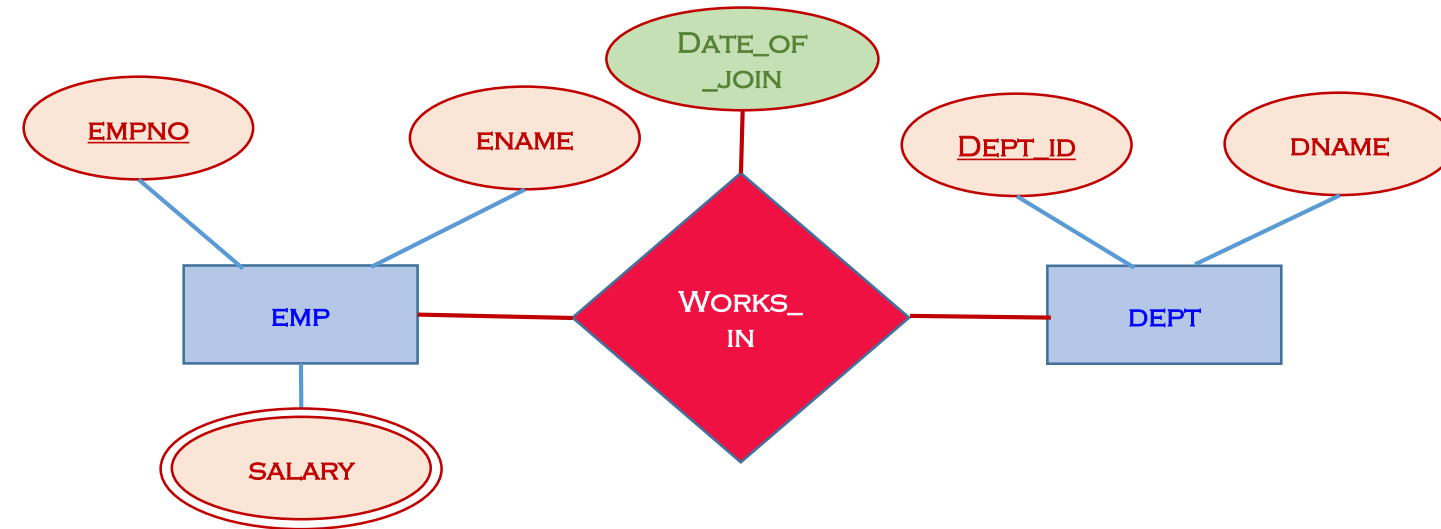 Date_of
_join
empno
ename
Dept_id
dname
emp
Works_
in
dept
salary